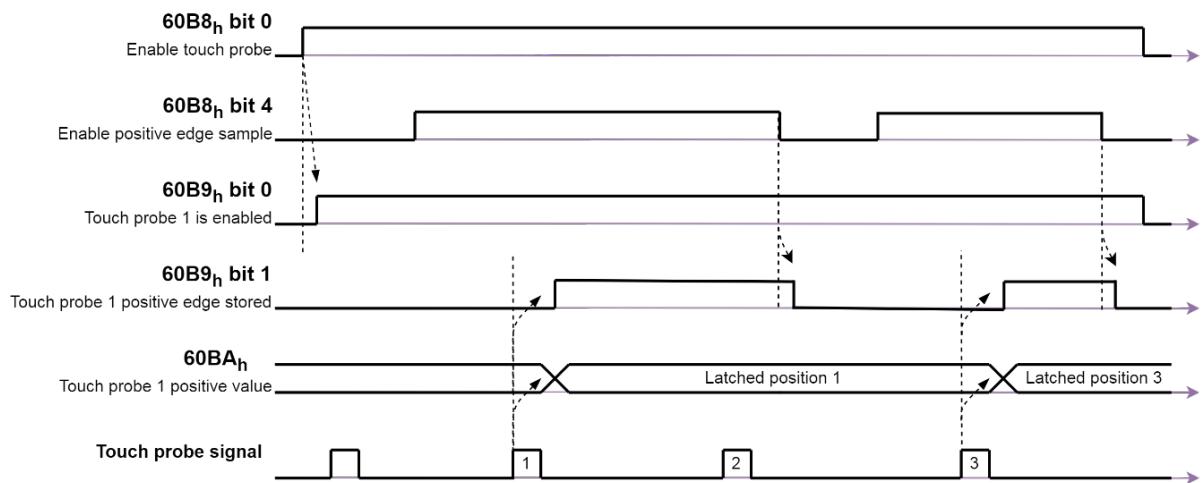 60B8h bit 0
Enable touch probe
60B8h bit 4
Enable positive edge sample
60B9h bit 0
Touch probe 1 is enabled
60B9h bit 1
Touch probe 1 positive edge stored
60BAh
Touch probe 1 positive value
Latched position 1
Latched position 3
Touch probe signal
1
2
3